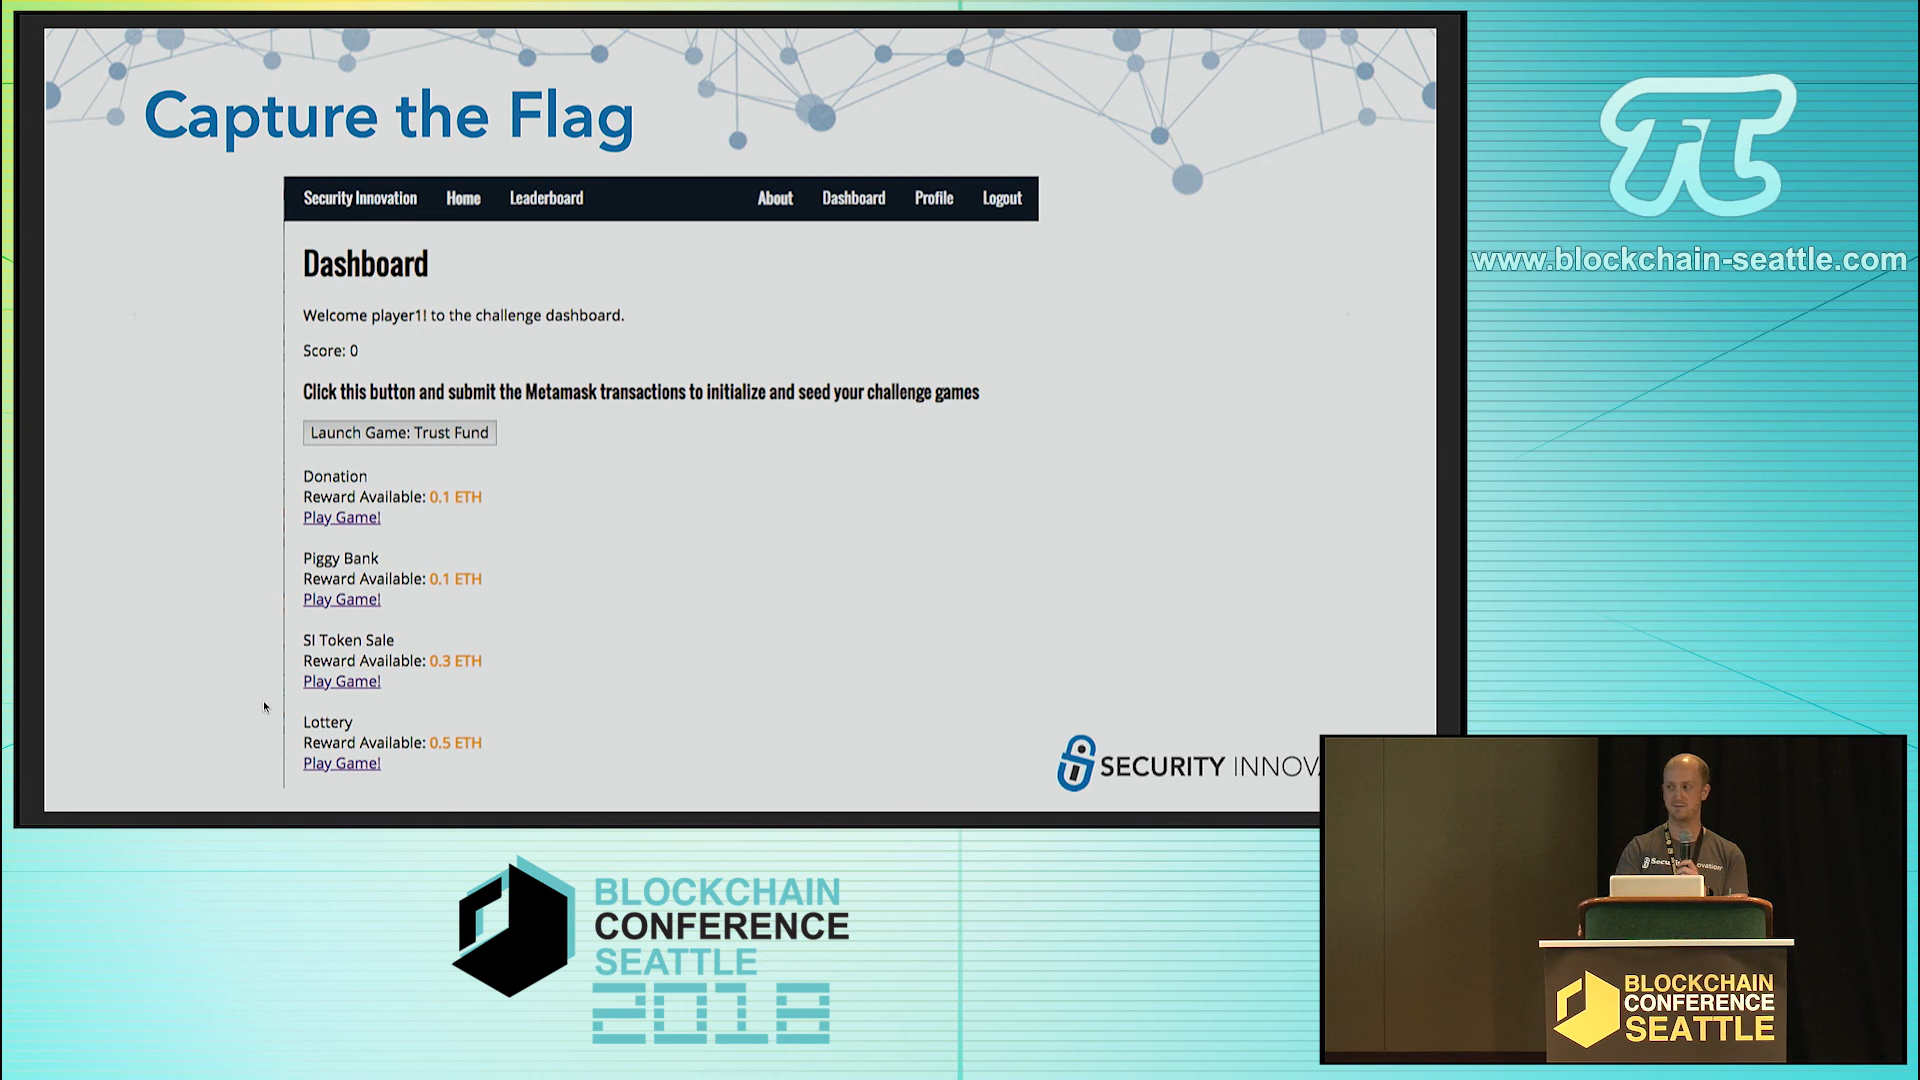 Capture the Flag
Security Innovation Home Leaderboard About Dashboard Profile Logout
Dashboard
Welcome player1! to the challenge dashboard.
Score: 0
Click this button and submit the Metamask transactions to initialize and seed your challenge games
Launch Game: Trust Fund
Donation
Reward Available: 0.1 ETH
Play Game!
Piggy Bank
Reward Available: 0.1 ETH
Play Game!
SI Token Sale
Reward Available: 0.3 ETH
Play Game!
Lottery
Reward Available: 0.5 ETH
Play Game!
SECURITY INNOV
www.blockchain-seattle.com
BLOCKCHAIN
CONFERENCE
SEATTLE
2018
BLOCKCHAIN
CONFERENCE
SEATTLE